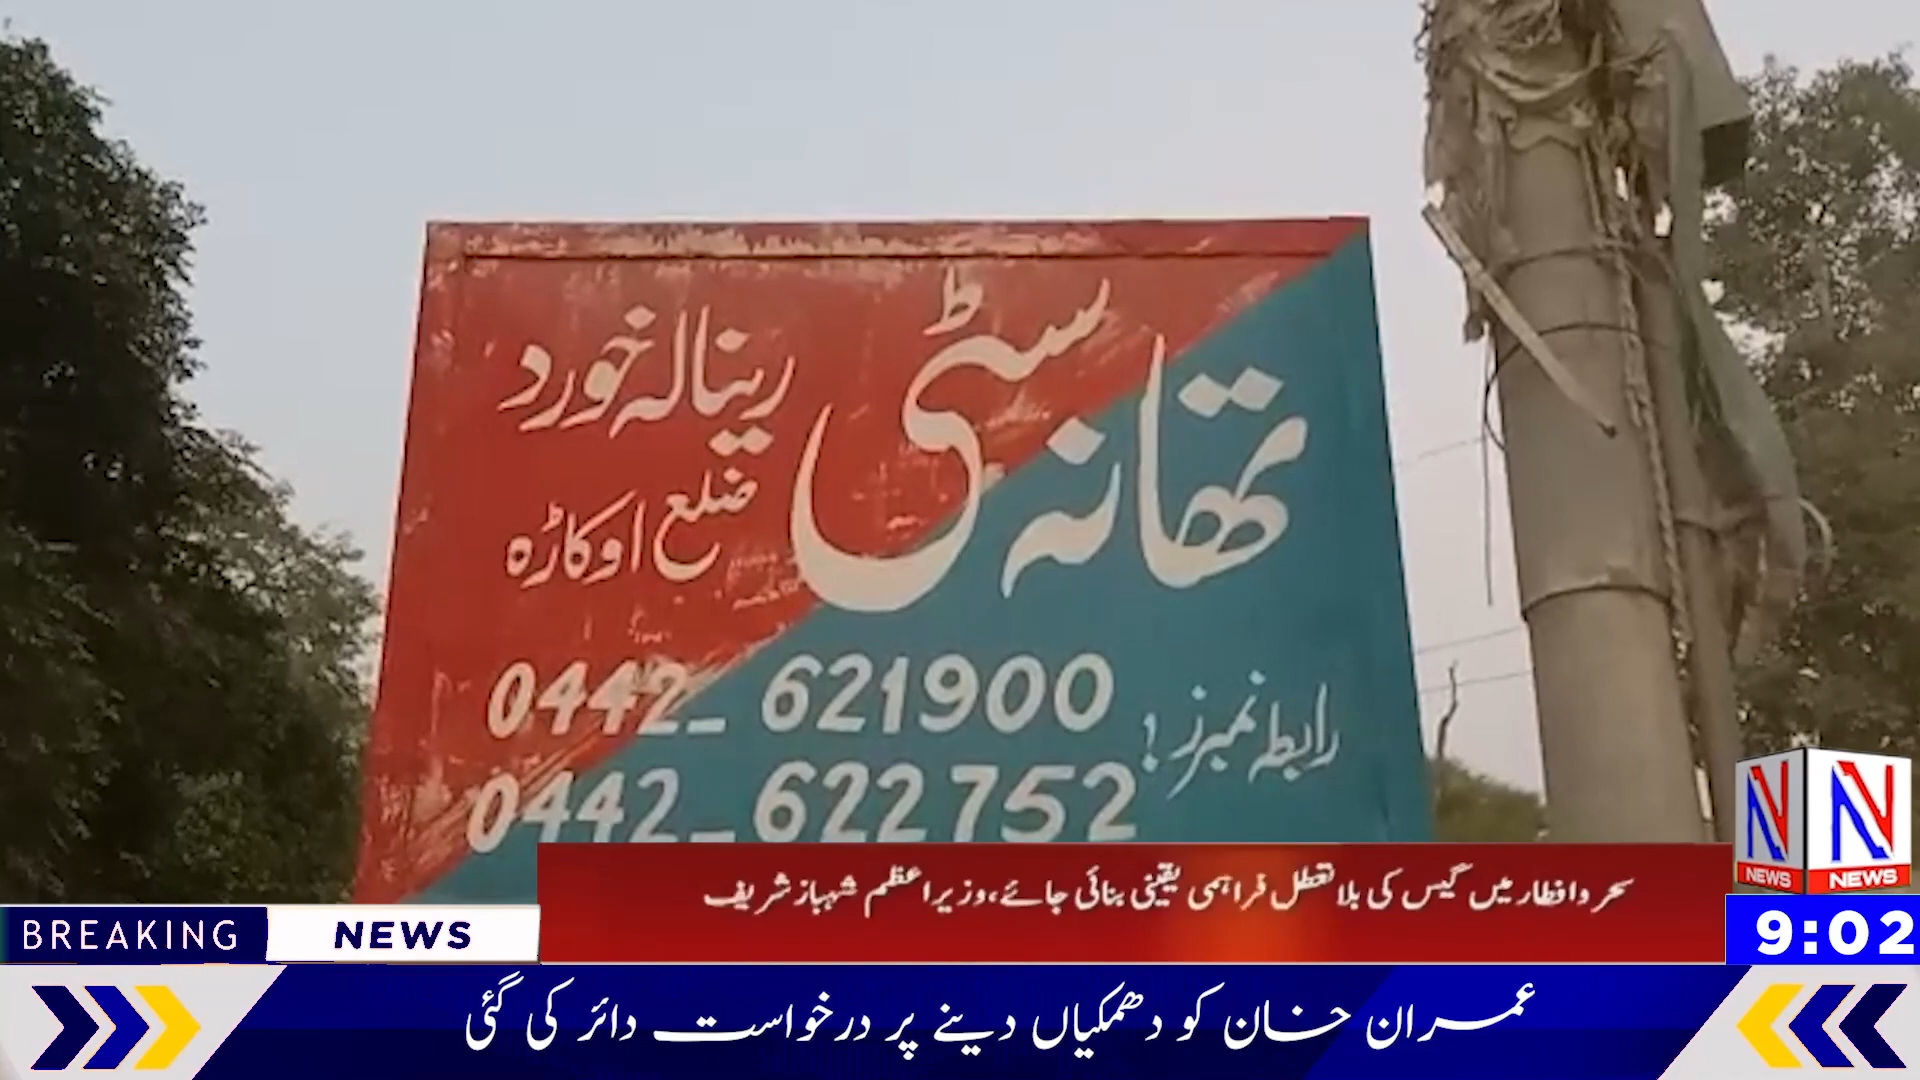 تھانہ سٹی رینالہ خورد
ضلع اوکاڑہ
رابطہ نمبرز! 0442_621900
0442_622752
سحر وافطار میں گیس کی بلا تعطل فراہمی یقینی بنائی جائے،وزیراعظم شہباز شریف
NEWS NEWS
BREAKING NEWS
9:02
عمران خان کو دھمکیاں دینے پر درخواست دائر کی گئی